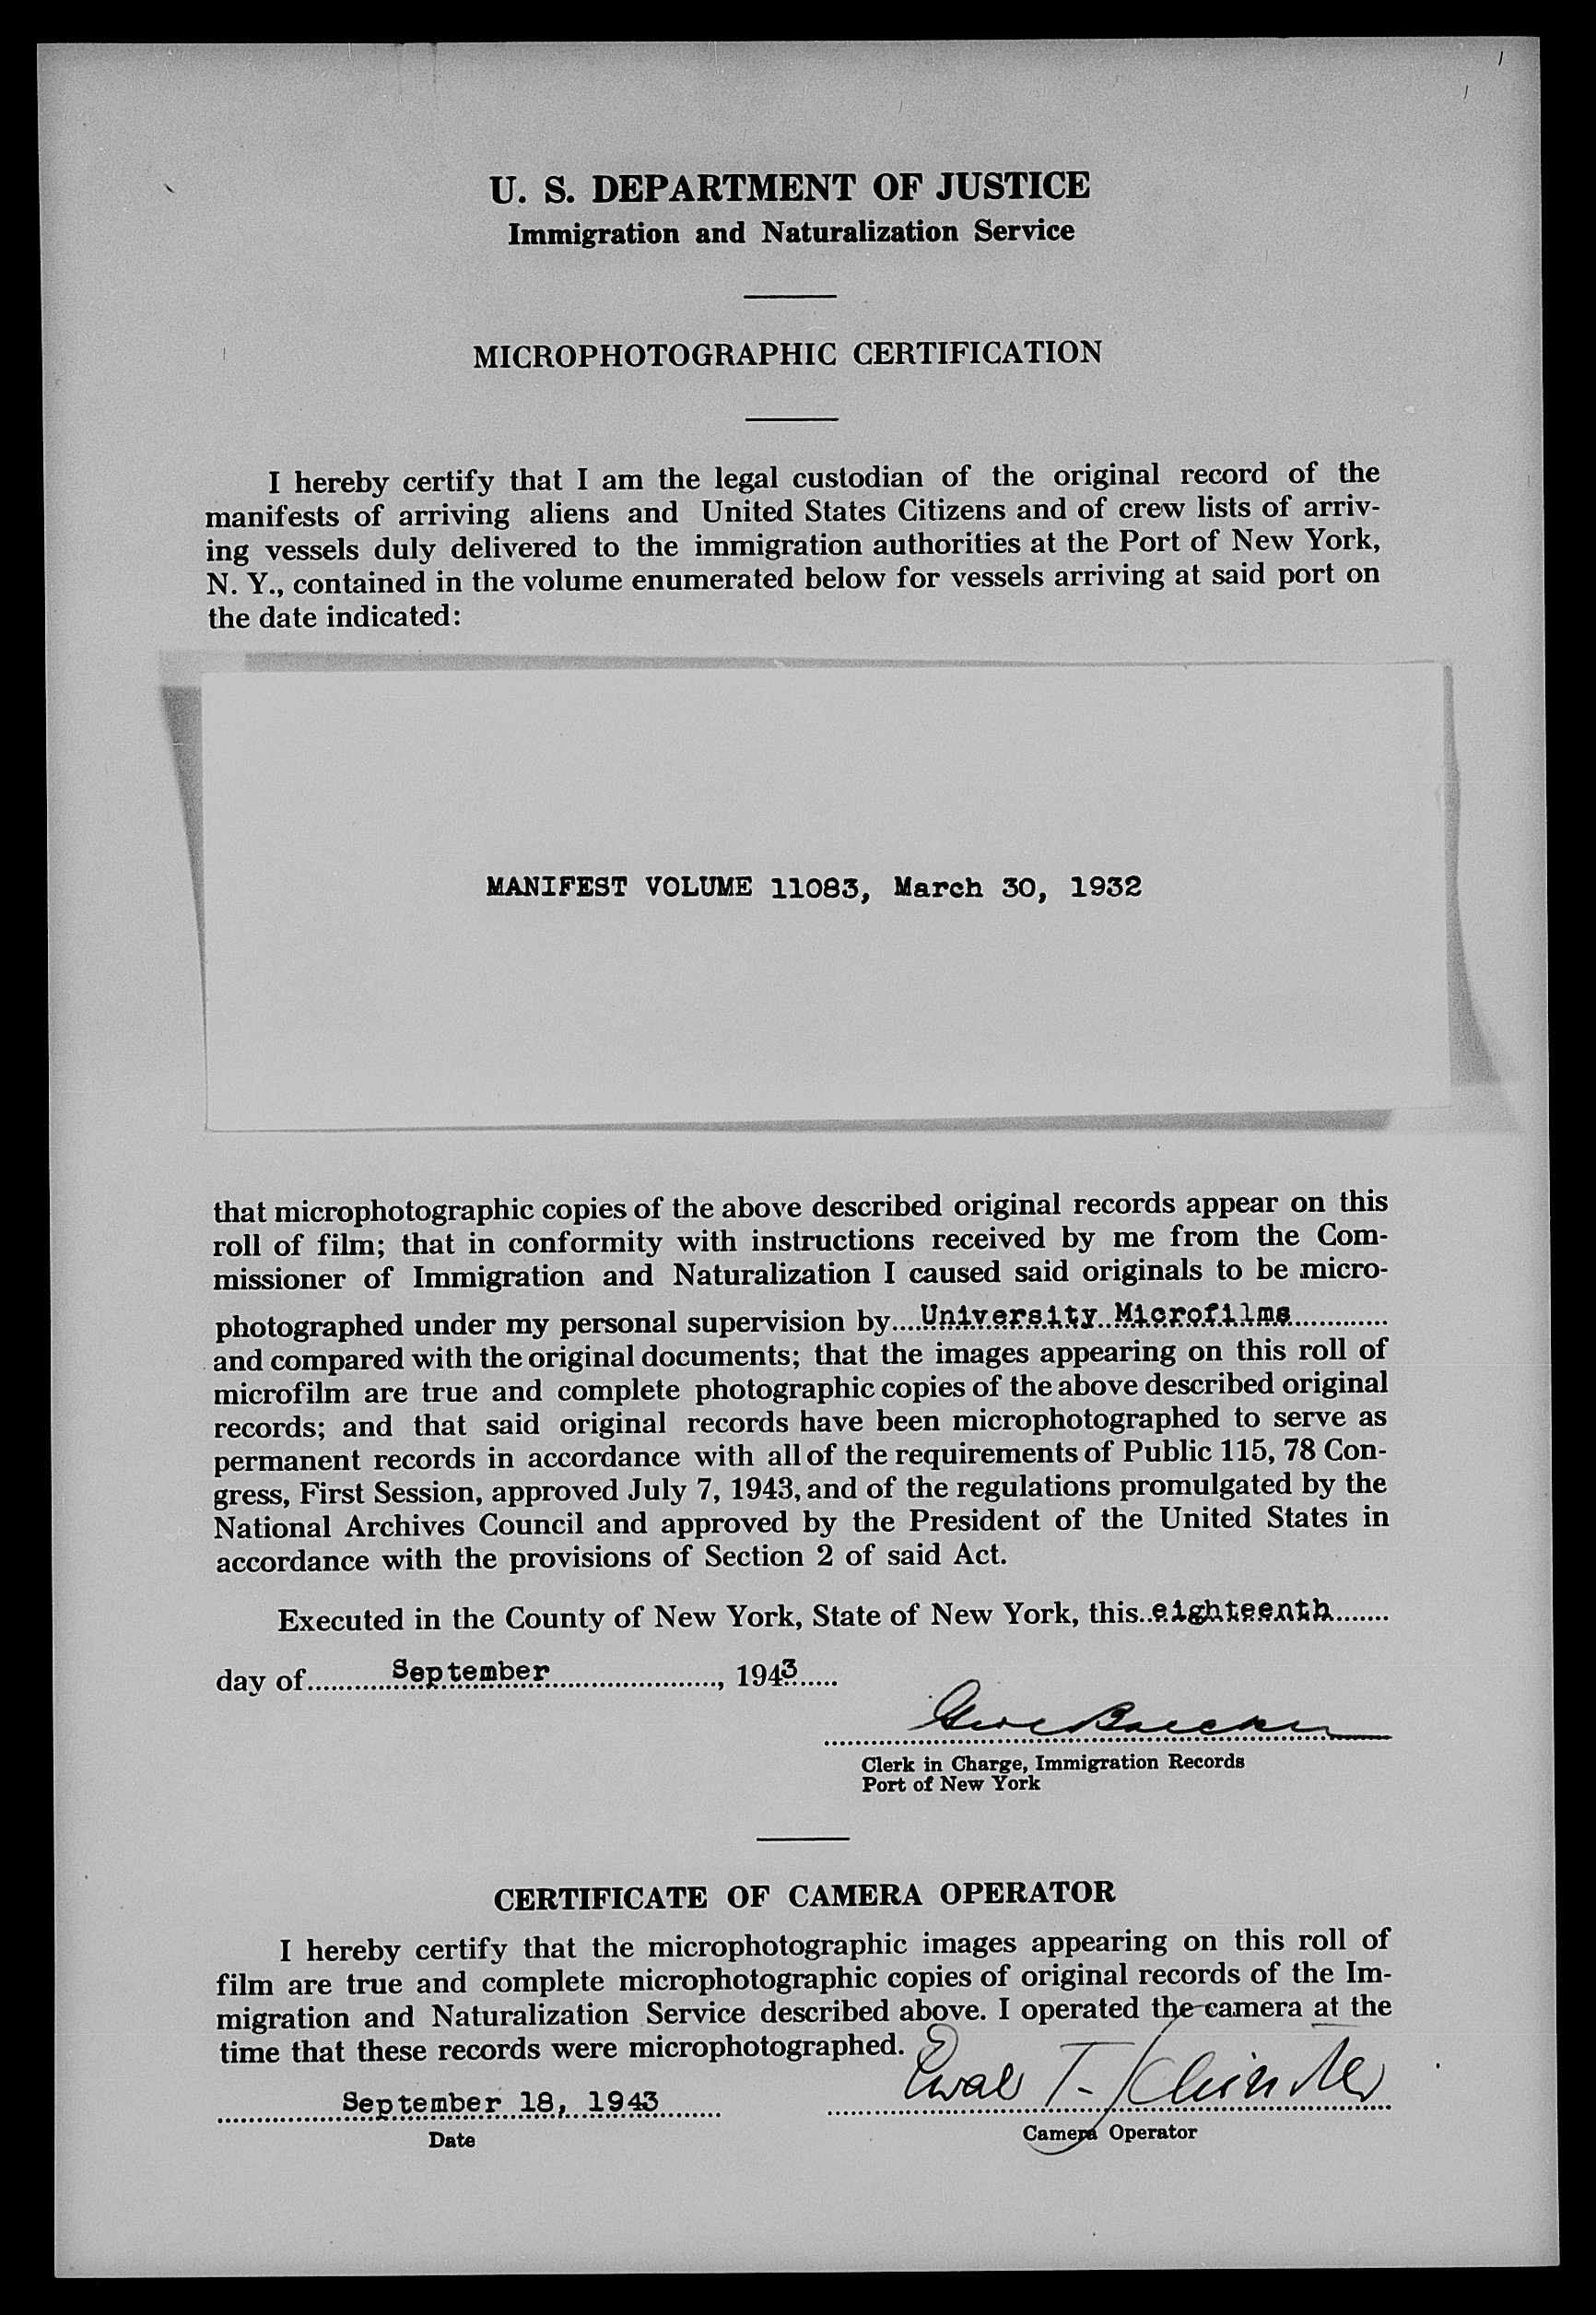 U. S. DEPARTMENT OF JUSTICE
Immigration and Naturalization Service
MICROPHOTOGRAPHIC CERTIFICATION
I hereby certify that I am the legal custodian of the original record of the
manifests of arriving aliens and United States Citizens and of crew lists of arriv-
ing vessels duly delivered to the immigration authorities at the Port of New York,
N. Y., contained in the volume enumerated below for vessels arriving at said port on
the date indicated:
MANIFEST VOLUME 11083, March 30, 1932
that microphotographic copies of the above described original records appear on this
roll of film; that in conformity with instructions received by me from the Com-
missioner of Immigration and Naturalization I caused said originals to be micro-
photographed under my personal supervision by....University Microfilms............
and compared with the original documents; that the images appearing on this roll of
microfilm are true and complete photographic copies of the above described original
records; and that said original records have been microphotographed to serve as
permanent records in accordance with all of the requirements of Public 115, 78 Con-
gress, First Session, approved July 7, 1943, and of the regulations promulgated by the
National Archives Council and approved by the President of the United States in
accordance with the provisions of Section 2 of said Act.
Executed in the County of New York, State of New York, this..eighteenth.......
day of...........September......................, 1943......
Clerk in Charge, Immigration Records
Port of New York
CERTIFICATE OF CAMERA OPERATOR
I hereby certify that the microphotographic images appearing on this roll of
film are true and complete microphotographic copies of original records of the Im-
migration and Naturalization Service described above. I operated the camera at the
time that these records were microphotographed.
September 18, 1943
Date
Camera Operator